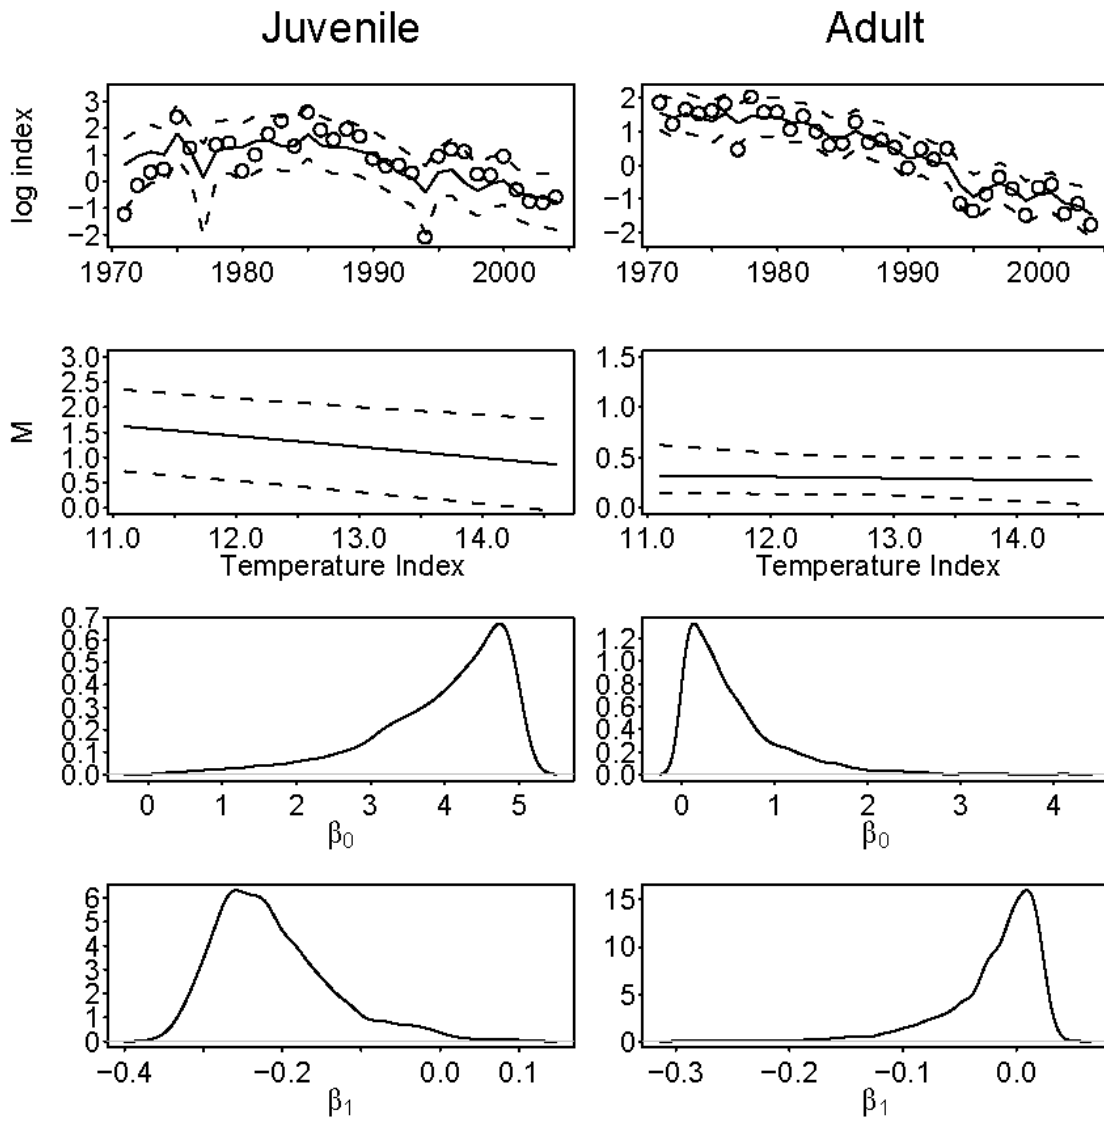 Juvenile Adult
log index
3
2
1
0
−1
−2
1970 1980 1990 2000
2
1
0
−1
−2
1970 1980 1990 2000
M
3.0
2.5
2.0
1.5
1.0
0.5
0.0
11.0 12.0 13.0 14.0
Temperature Index
1.5
1.0
0.5
0.0
11.0 12.0 13.0 14.0
Temperature Index
0.7
0.6
0.5
0.4
0.3
0.2
0.1
0.0
0 1 2 3 4 5
β0
1.2
1.0
0.8
0.6
0.4
0.2
0.0
0 1 2 3 4
β0
6
5
4
3
2
1
0
−0.4 −0.2 0.0 0.1
β1
15
10
5
0
−0.3 −0.2 −0.1 0.0
β1